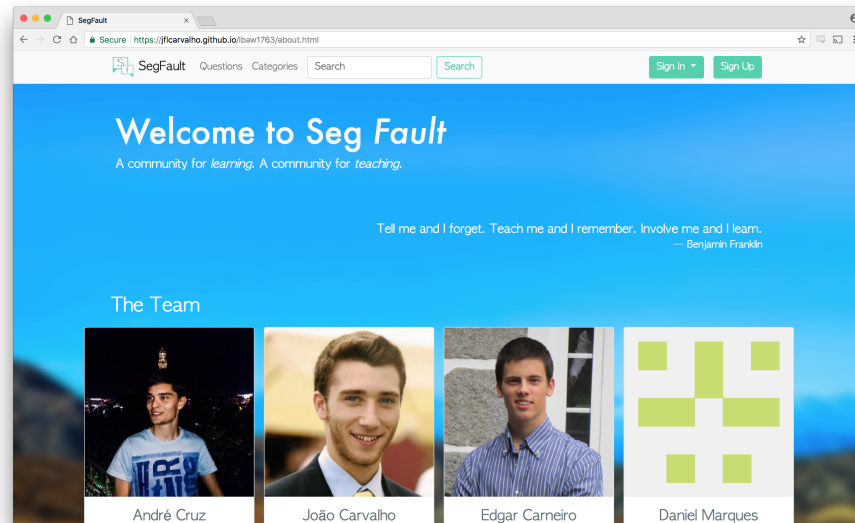 SegFault
Secure https://jflcarvalho.github.io/lbaw1763/about.html
SegFault Questions Categories Search Search Sign In Sign Up
Welcome to Seg Fault
A community for learning. A community for teaching.
Tell me and I forget. Teach me and I remember. Involve me and I learn.
— Benjamin Franklin
The Team
André Cruz João Carvalho Edgar Carneiro Daniel Marques